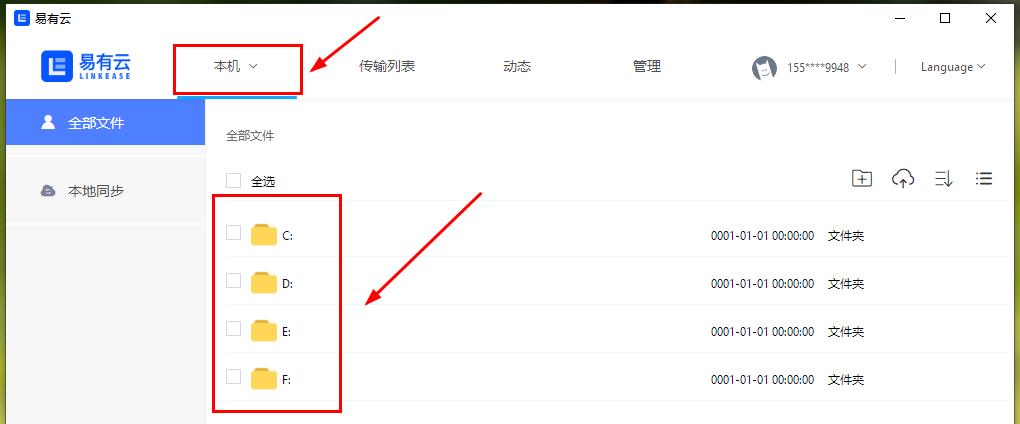 易有云
易有云
LINKEASE
本机
传输列表
动态
管理
155****9948
Language
全部文件
本地同步
全部文件
全选
C: 0001-01-01 00:00:00 文件夹
D: 0001-01-01 00:00:00 文件夹
E: 0001-01-01 00:00:00 文件夹
F: 0001-01-01 00:00:00 文件夹